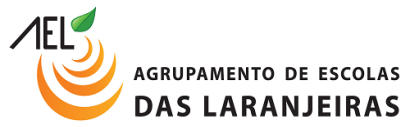 AEL
AGRUPAMENTO DE ESCOLAS
DAS LARANJEIRAS